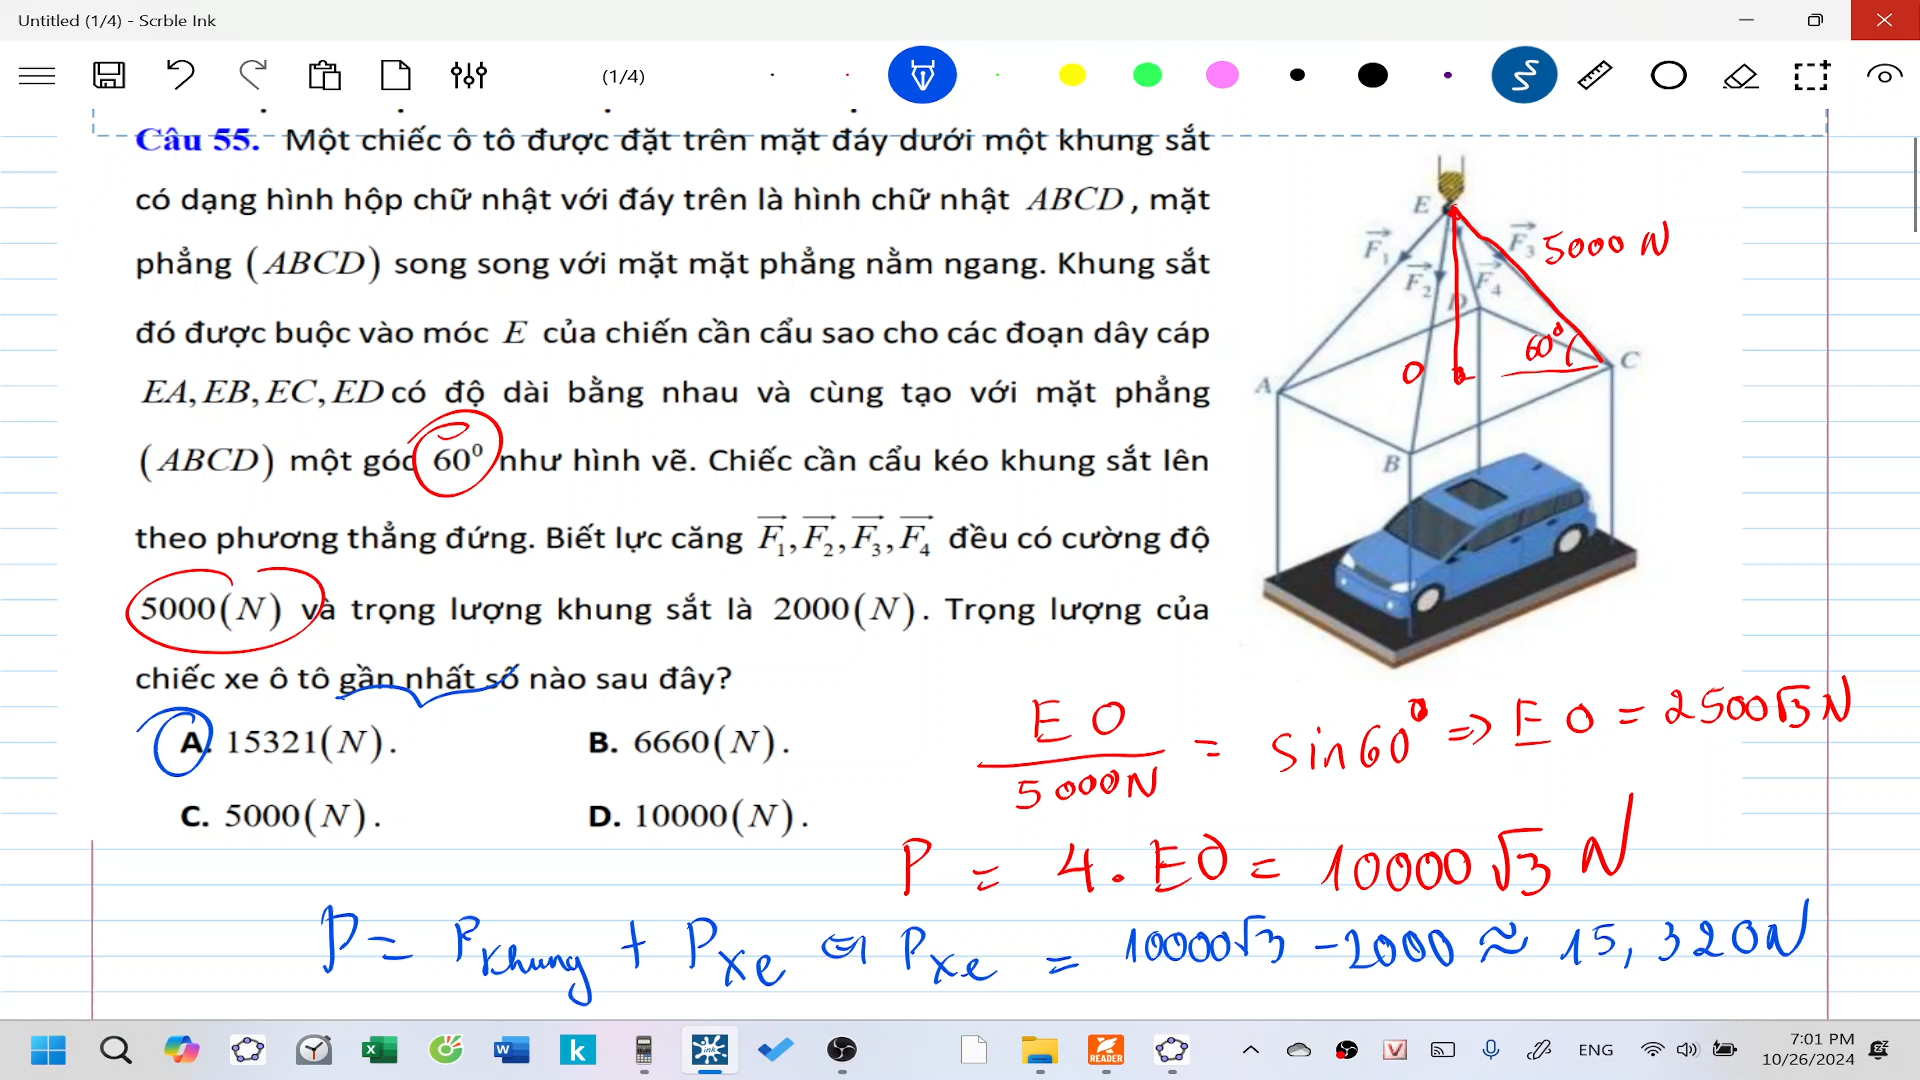 Untitled (1/4) - Scrble Ink
(1/4)
Câu 55. Một chiếc ô tô được đặt trên mặt đáy dưới một khung sắt
có dạng hình hộp chữ nhật với đáy trên là hình chữ nhật ABCD, mặt
phẳng (ABCD) song song với mặt mặt phẳng nằm ngang. Khung sắt
đó được buộc vào móc E của chiến cần cẩu sao cho các đoạn dây cáp
EA, EB, EC, ED có độ dài bằng nhau và cùng tạo với mặt phẳng
(ABCD) một góc 60⁰ như hình vẽ. Chiếc cần cẩu kéo khung sắt lên
theo phương thẳng đứng. Biết lực căng F₁, F₂, F₃, F₄ đều có cường độ
5000(N) và trọng lượng khung sắt là 2000(N). Trọng lượng của
chiếc xe ô tô gần nhất số nào sau đây?
A. 15321(N).
B. 6660(N).
C. 5000(N).
D. 10000(N).
E
F₁
F₂
F₃
F₄
5000 N
D
60⁰
O
A
C
B
EO / 5000N = sin60⁰ => EO = 2500√3 N
P = 4. EO = 10000√3 N
P = Pkhung + Pxe ⇔ Pxe = 10000√3 - 2000 ≈ 15,320N
ink
READER
ENG
7:01 PM
10/26/2024